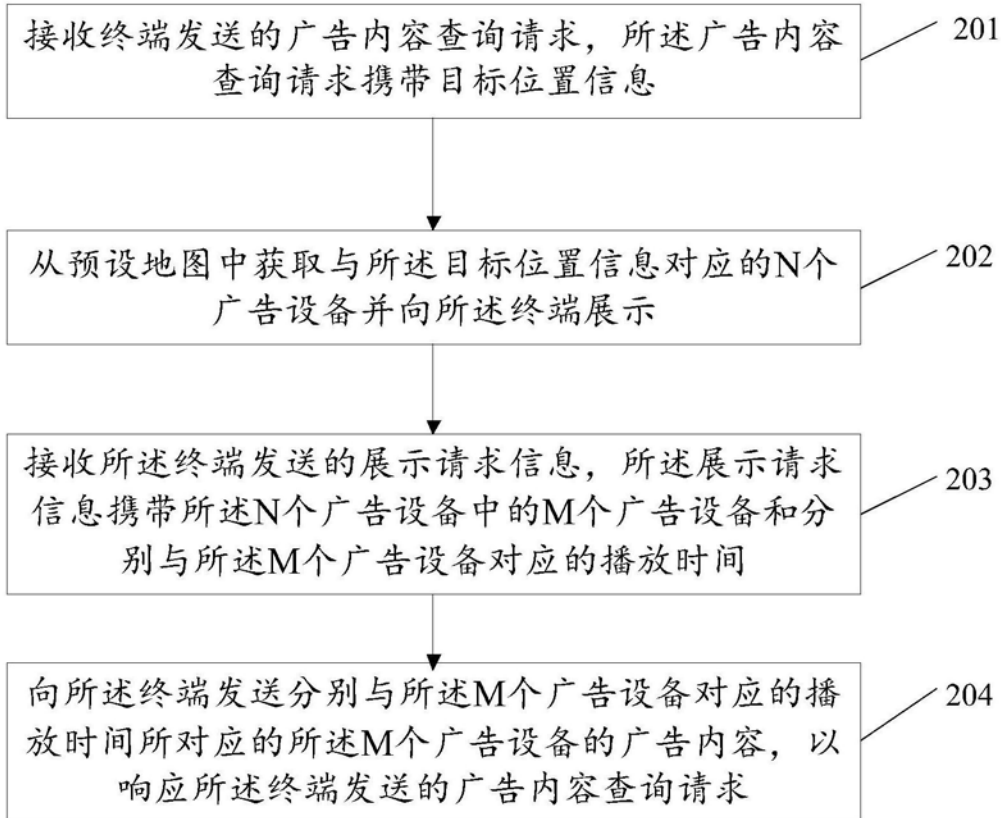 接收终端发送的广告内容查询请求，所述广告内容
查询请求携带目标位置信息
201
从预设地图中获取与所述目标位置信息对应的N个
广告设备并向所述终端展示
202
接收所述终端发送的展示请求信息，所述展示请求
信息携带所述N个广告设备中的M个广告设备和分
别与所述M个广告设备对应的播放时间
203
向所述终端发送分别与所述M个广告设备对应的播
放时间所对应的所述M个广告设备的广告内容，以
响应所述终端发送的广告内容查询请求
204